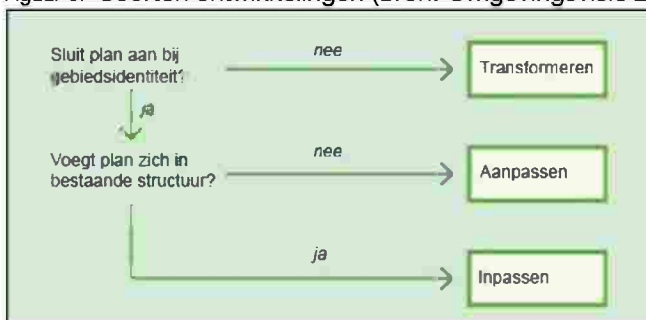 Sluit plan aan bij
gebiedsidentiteit?
nee
Transformeren
ja
Voegt plan zich in
bestaande structuur?
nee
Aanpassen
ja
Inpassen